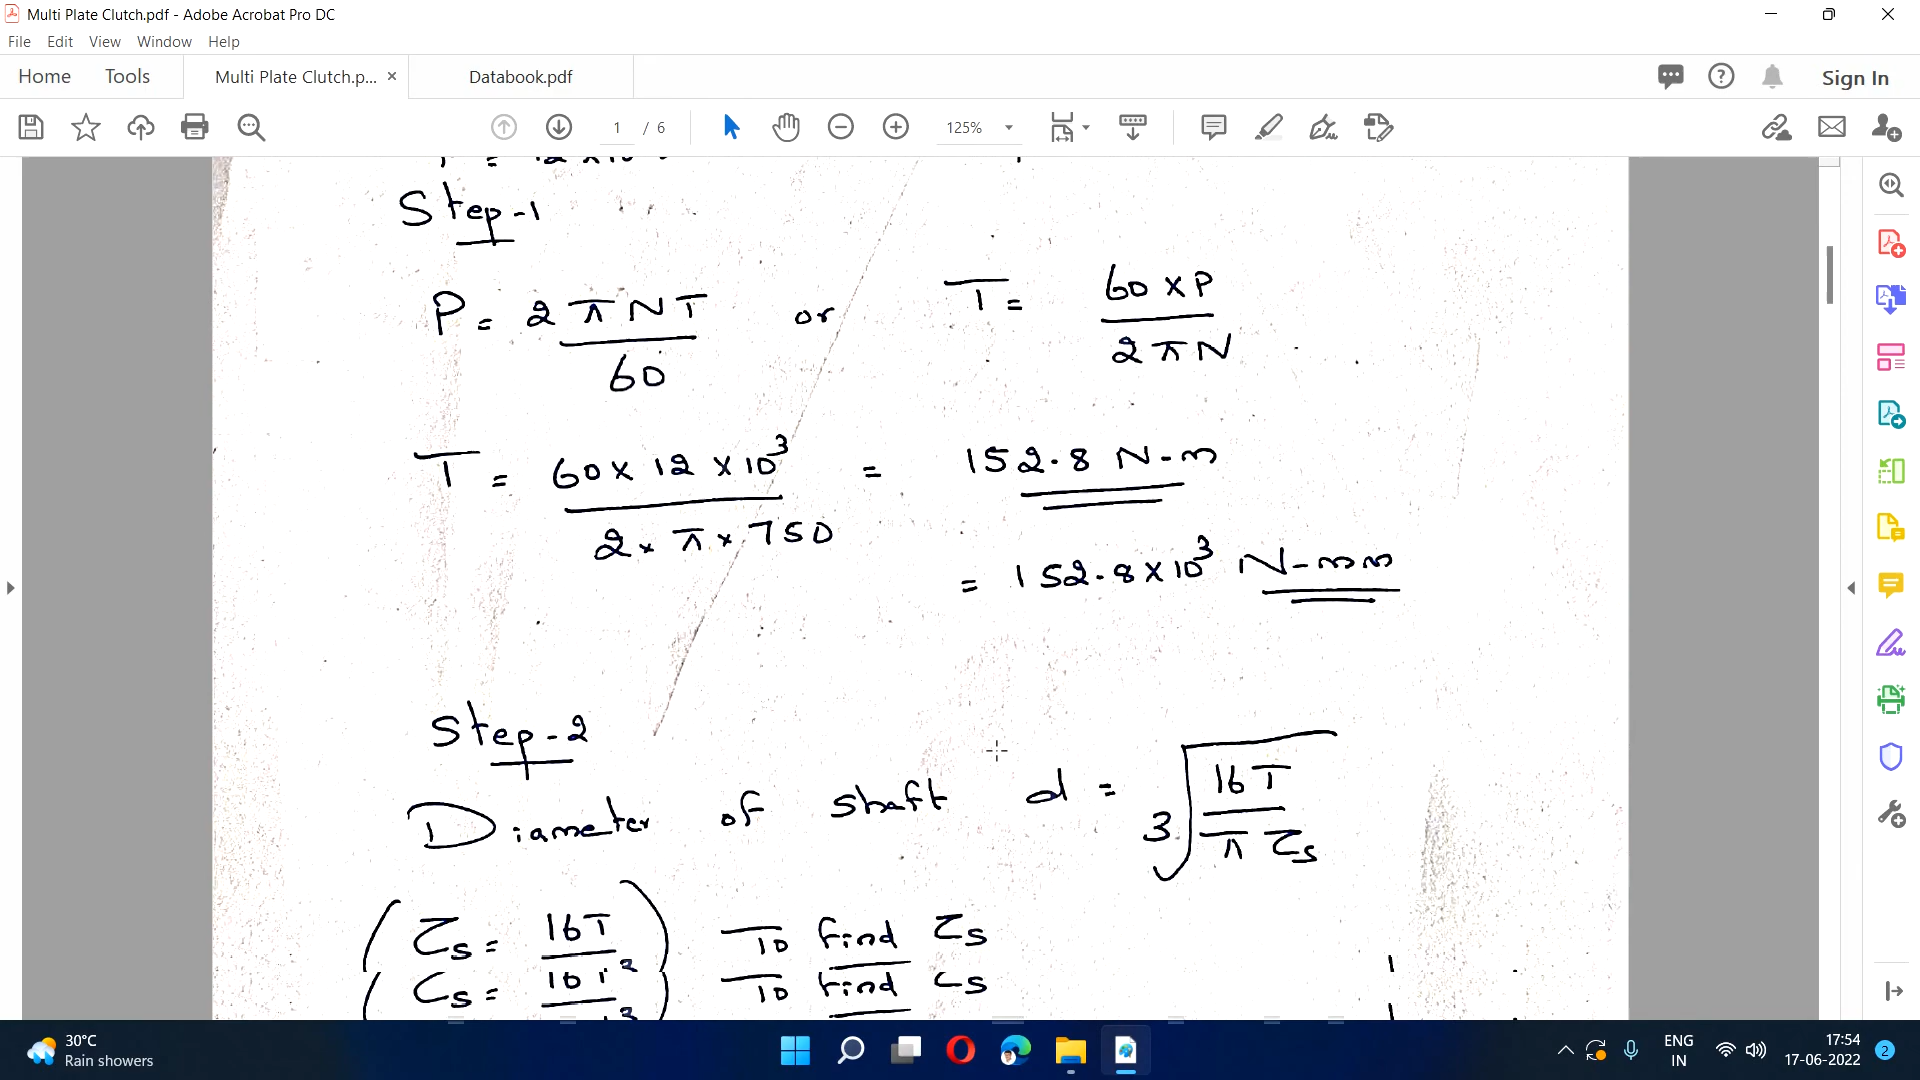 Multi Plate Clutch.pdf - Adobe Acrobat Pro DC
File Edit View Window Help
Home Tools Multi Plate Clutch.p... × Databook.pdf Sign In
1 / 6 125%
Step-1
P = 2πNT / 60 or T = 60 x P / 2πN
T = 60 x 12 x 10³ / 2 x π x 750 = 152.8 N-m
= 152.8 x 10³ N-mm
Step-2
Diameter of shaft d = ³√(16T / π τs)
(τs = 16T) To find τs
To find
30°C
Rain showers
ENG
IN
17:54
17-06-2022
2